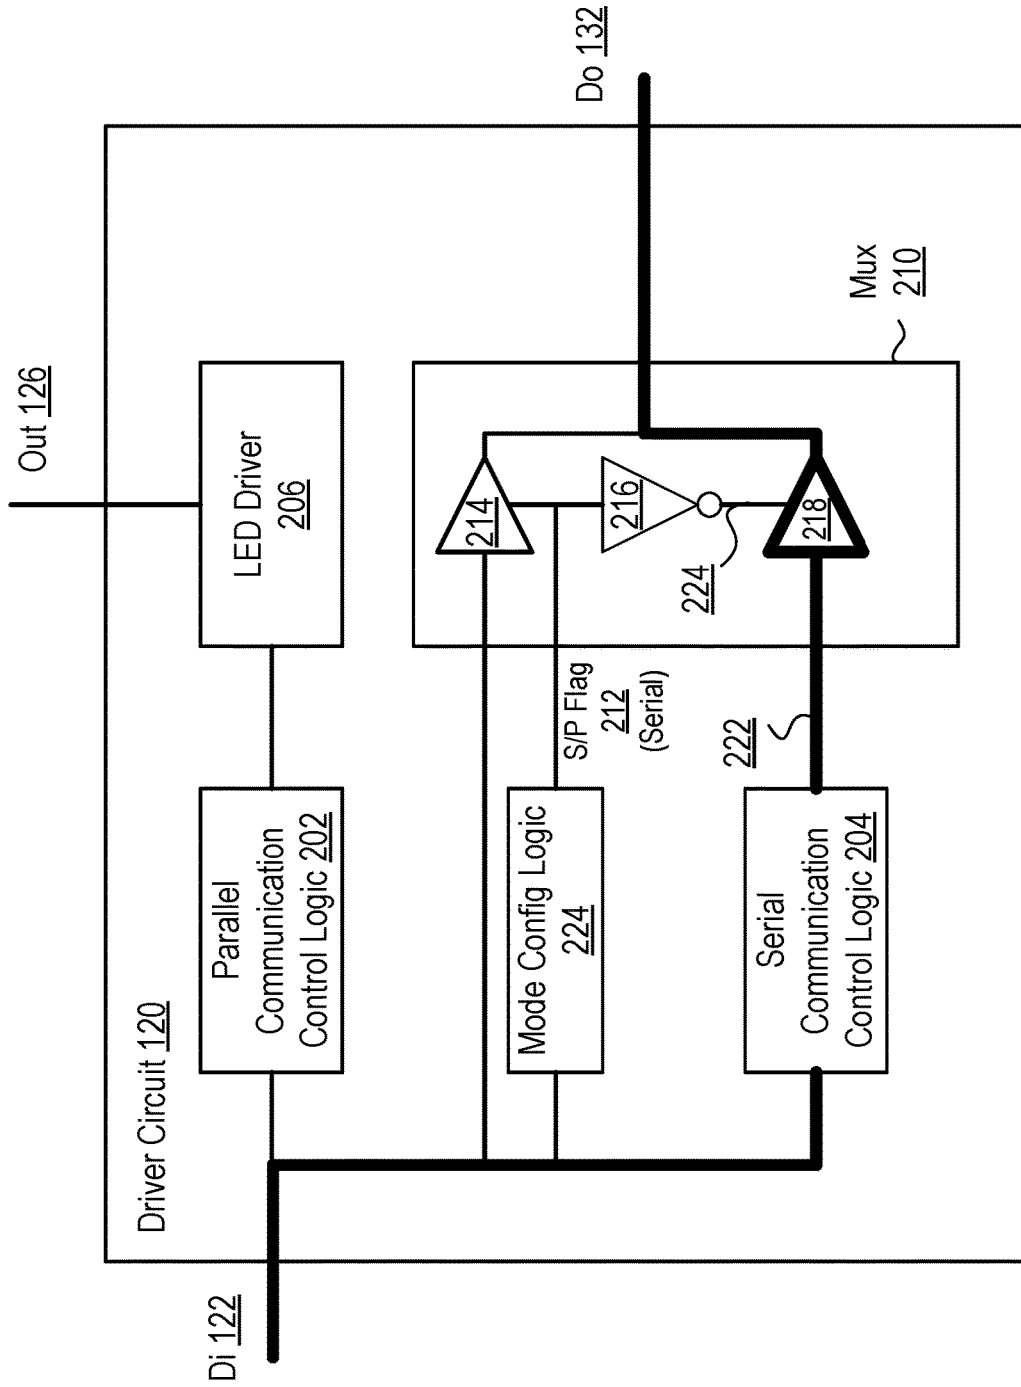 Driver Circuit 120
Di 122
Out 126
Do 132
Parallel
Communication
Control Logic 202
LED Driver
206
Mode Config Logic
224
S/P Flag
212
(Serial)
214
216
224
218
Mux
210
Serial
Communication
Control Logic 204
222